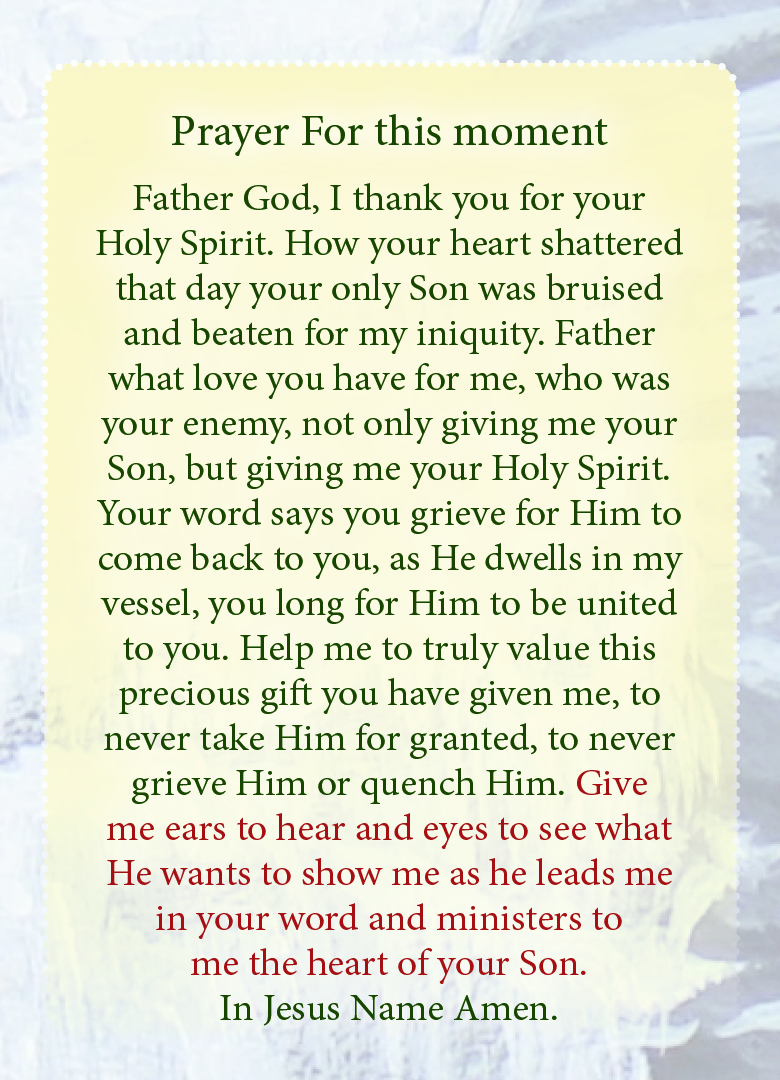 Prayer For this moment
Father God, I thank you for your
Holy Spirit. How your heart shattered
that day your only Son was bruised
and beaten for my iniquity. Father
what love you have for me, who was
your enemy, not only giving me your
Son, but giving me your Holy Spirit.
Your word says you grieve for Him to
come back to you, as He dwells in my
vessel, you long for Him to be united
to you. Help me to truly value this
precious gift you have given me, to
never take Him for granted, to never
grieve Him or quench Him. Give
me ears to hear and eyes to see what
He wants to show me as he leads me
in your word and ministers to
me the heart of your Son.
In Jesus Name Amen.